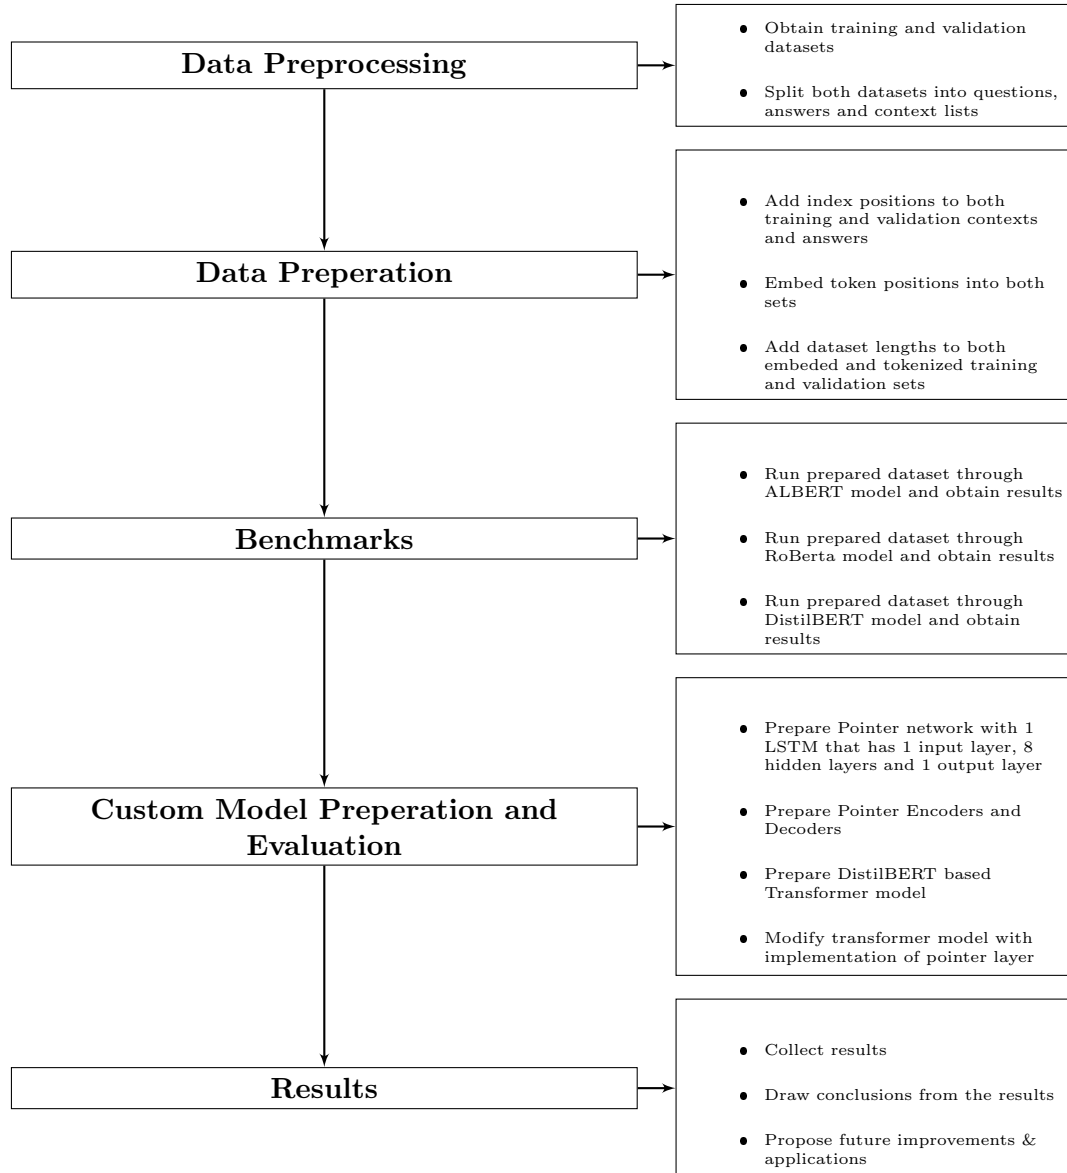 Data Preprocessing
● Obtain training and validation
datasets
● Split both datasets into questions,
answers and context lists
Data Preperation
● Add index positions to both
training and validation contexts
and answers
● Embed token positions into both
sets
● Add dataset lengths to both
embeded and tokenized training
and validation sets
Benchmarks
● Run prepared dataset through
ALBERT model and obtain results
● Run prepared dataset through
RoBerta model and obtain results
● Run prepared dataset through
DistilBERT model and obtain
results
Custom Model Preperation and
Evaluation
● Prepare Pointer network with 1
LSTM that has 1 input layer, 8
hidden layers and 1 output layer
● Prepare Pointer Encoders and
Decoders
● Prepare DistilBERT based
Transformer model
● Modify transformer model with
implementation of pointer layer
Results
● Collect results
● Draw conclusions from the results
● Propose future improvements &
applications